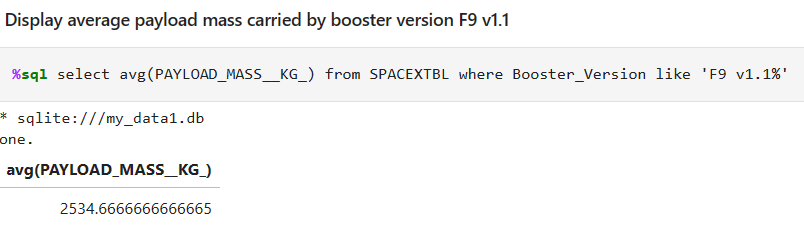 Display average payload mass carried by booster version F9 v1.1
%sql select avg(PAYLOAD_MASS__KG_) from SPACEXTBL where Booster_Version like 'F9 v1.1%'
* sqlite:///my_data1.db
one.
avg(PAYLOAD_MASS__KG_)
2534.6666666666665